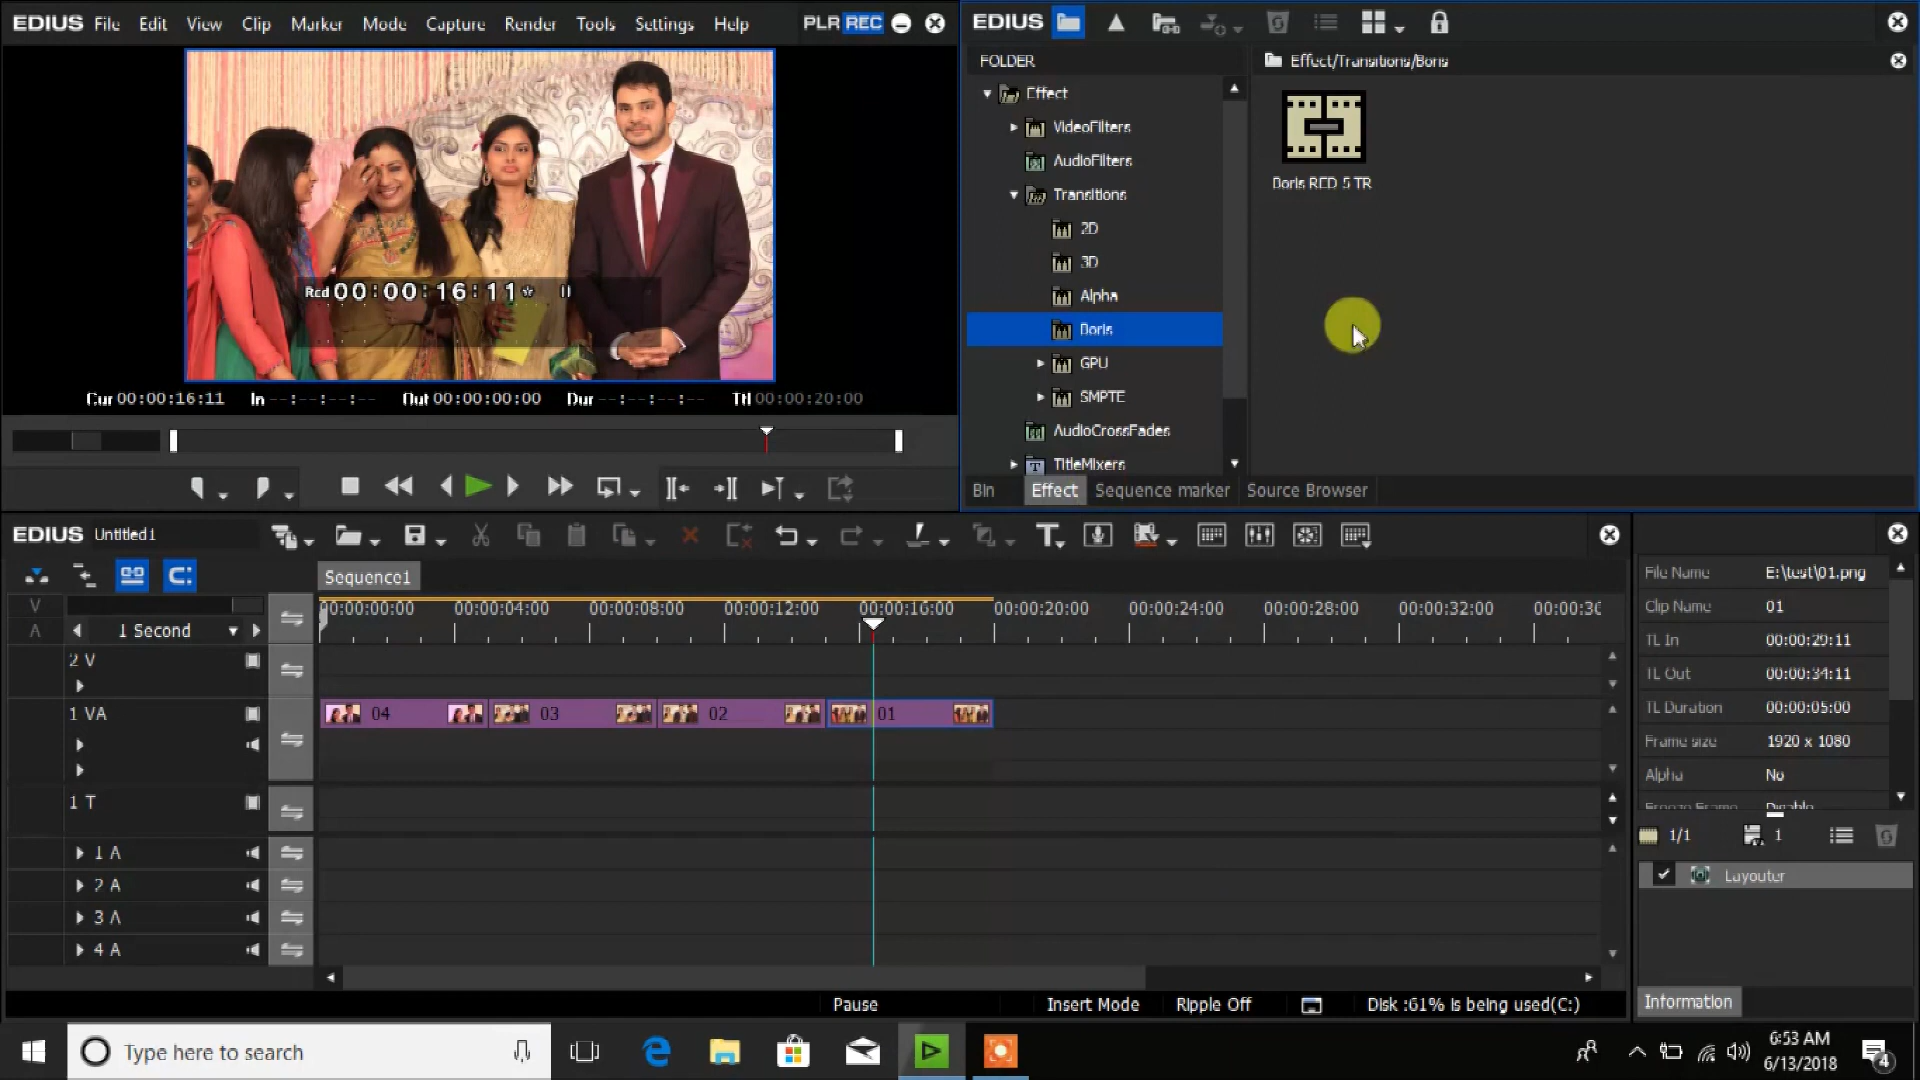 EDIUS File Edit View Clip Marker Mode Capture Render Tools Settings Help PLR REC
Rcd 00:00:16:11
Cur 00:00:16:11 In --:--:--:-- Out 00:00:00:00 Dur --:--:--:-- Ttl 00:00:20:00
EDIUS
FOLDER
Effect
VideoFilters
AudioFilters
Transitions
2D
3D
Alpha
Boris
GPU
SMPTE
AudioCrossFades
TitleMixers
Effect/Transitions/Boris
Boris RED 5 TR
Bin Effect Sequence marker Source Browser
EDIUS Untitled1
Sequence1
V
A
1 Second
00:00:00:00 00:00:04:00 00:00:08:00 00:00:12:00 00:00:16:00 00:00:20:00 00:00:24:00 00:00:28:00 00:00:32:00
2 V
1 VA
04 03 02 01
1 T
1 A
2 A
3 A
4 A
File Name E:\test\01.png
Clip Name 01
TL In 00:00:29:11
TL Out 00:00:34:11
TL Duration 00:00:05:00
Frame size 1920 x 1080
Alpha No
Freeze Frame Disable
1/1 1
Layouter
Information
Pause Insert Mode Ripple Off Disk :61% is being used(C:)
Type here to search
6:53 AM
6/13/2018
4